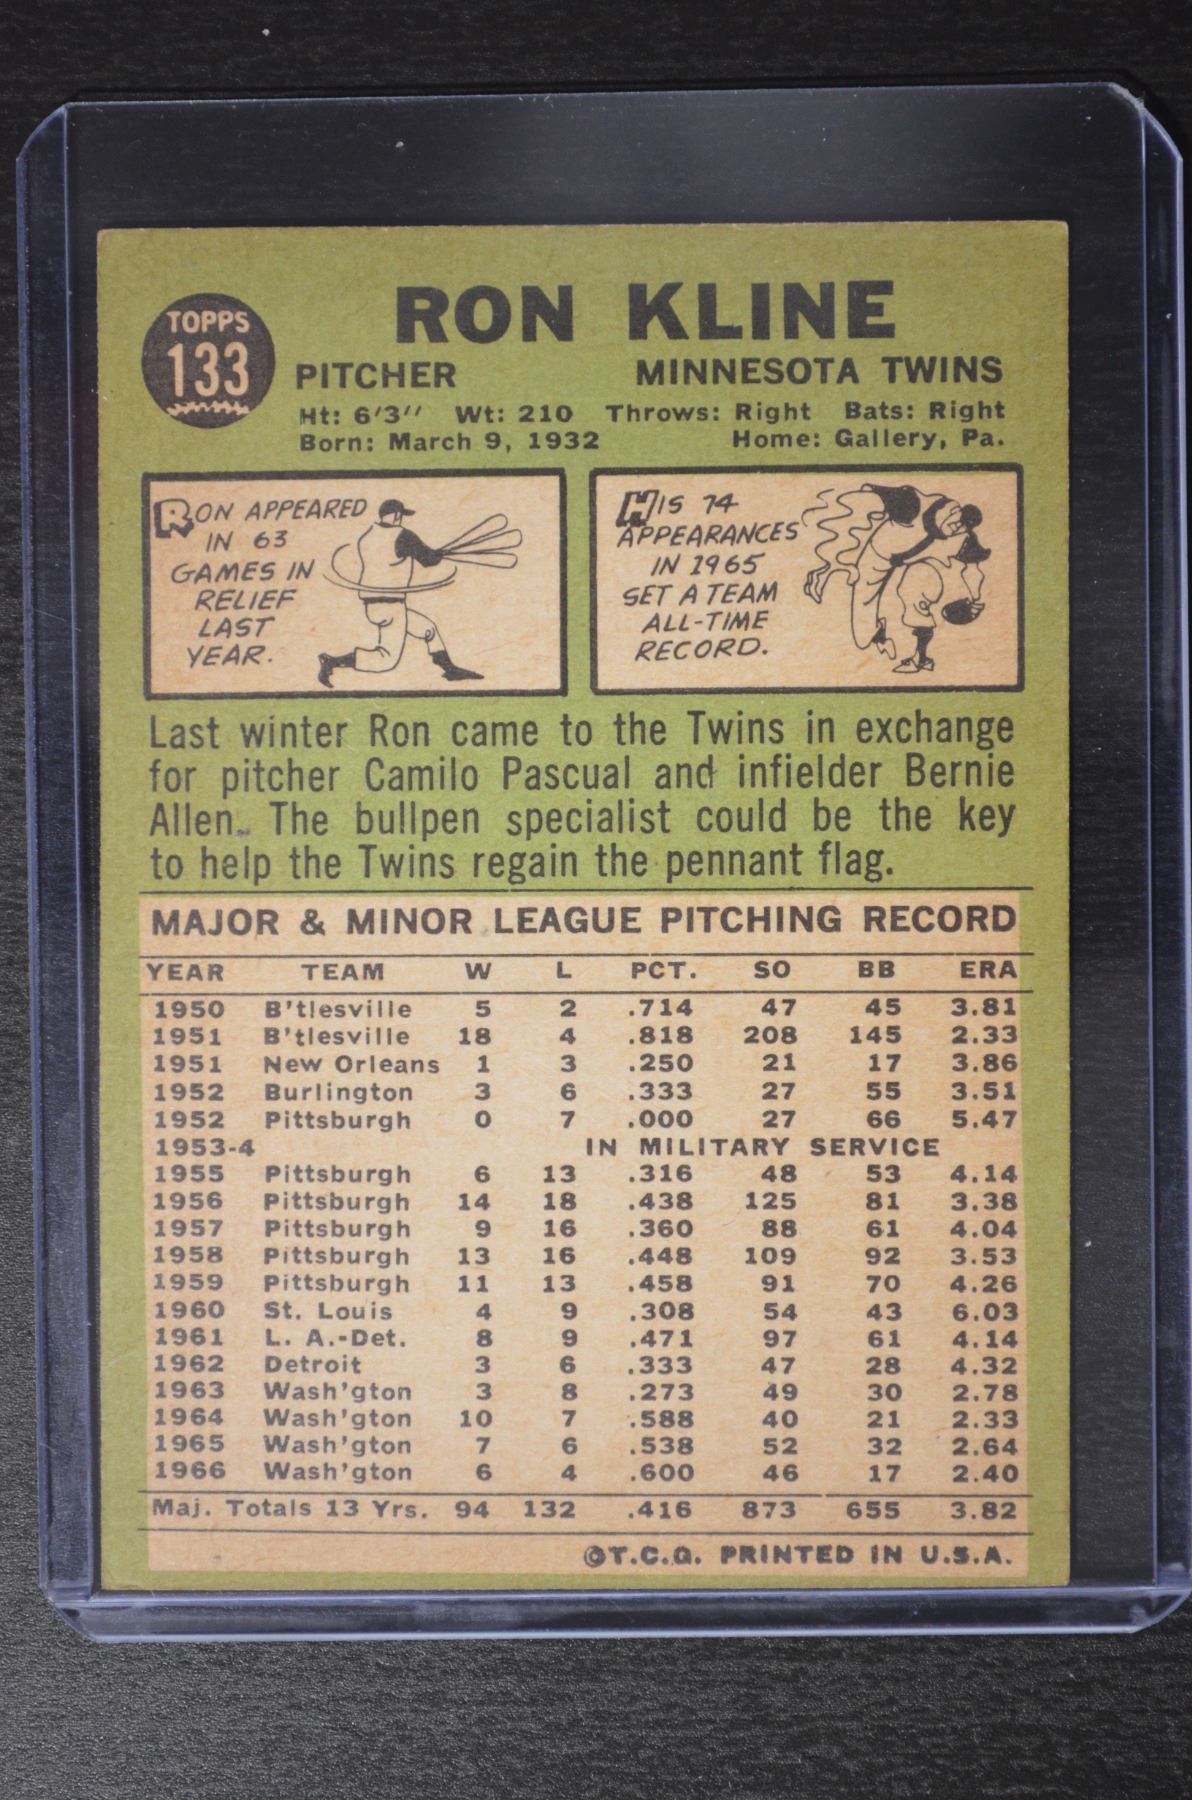 RON KLINE
TOPPS
133
PITCHER MINNESOTA TWINS
Ht: 6'3'' Wt: 210 Throws: Right Bats: Right
Born: March 9, 1932 Home: Gallery, Pa.
RON APPEARED
IN 63
GAMES IN
RELIEF
LAST
YEAR.
HIS 74
APPEARANCES
IN 1965
SET A TEAM
ALL-TIME
RECORD.
Last winter Ron came to the Twins in exchange
for pitcher Camilo Pascual and infielder Bernie
Allen. The bullpen specialist could be the key
to help the Twins regain the pennant flag.
MAJOR & MINOR LEAGUE PITCHING RECORD
YEAR TEAM W L PCT. SO BB ERA
1950 B'tlesville 5 2 .714 47 45 3.81
1951 B'tlesville 18 4 .818 208 145 2.33
1951 New Orleans 1 3 .250 21 17 3.86
1952 Burlington 3 6 .333 27 55 3.51
1952 Pittsburgh 0 7 .000 27 66 5.47
1953-4 IN MILITARY SERVICE
1955 Pittsburgh 6 13 .316 48 53 4.14
1956 Pittsburgh 14 18 .438 125 81 3.38
1957 Pittsburgh 9 16 .360 88 61 4.04
1958 Pittsburgh 13 16 .448 109 92 3.53
1959 Pittsburgh 11 13 .458 91 70 4.26
1960 St. Louis 4 9 .308 54 43 6.03
1961 L. A.-Det. 8 9 .471 97 61 4.14
1962 Detroit 3 6 .333 47 28 4.32
1963 Wash'gton 3 8 .273 49 30 2.78
1964 Wash'gton 10 7 .588 40 21 2.33
1965 Wash'gton 7 6 .538 52 32 2.64
1966 Wash'gton 6 4 .600 46 17 2.40
Maj. Totals 13 Yrs. 94 132 .416 873 655 3.82
©T.C.G. PRINTED IN U.S.A.